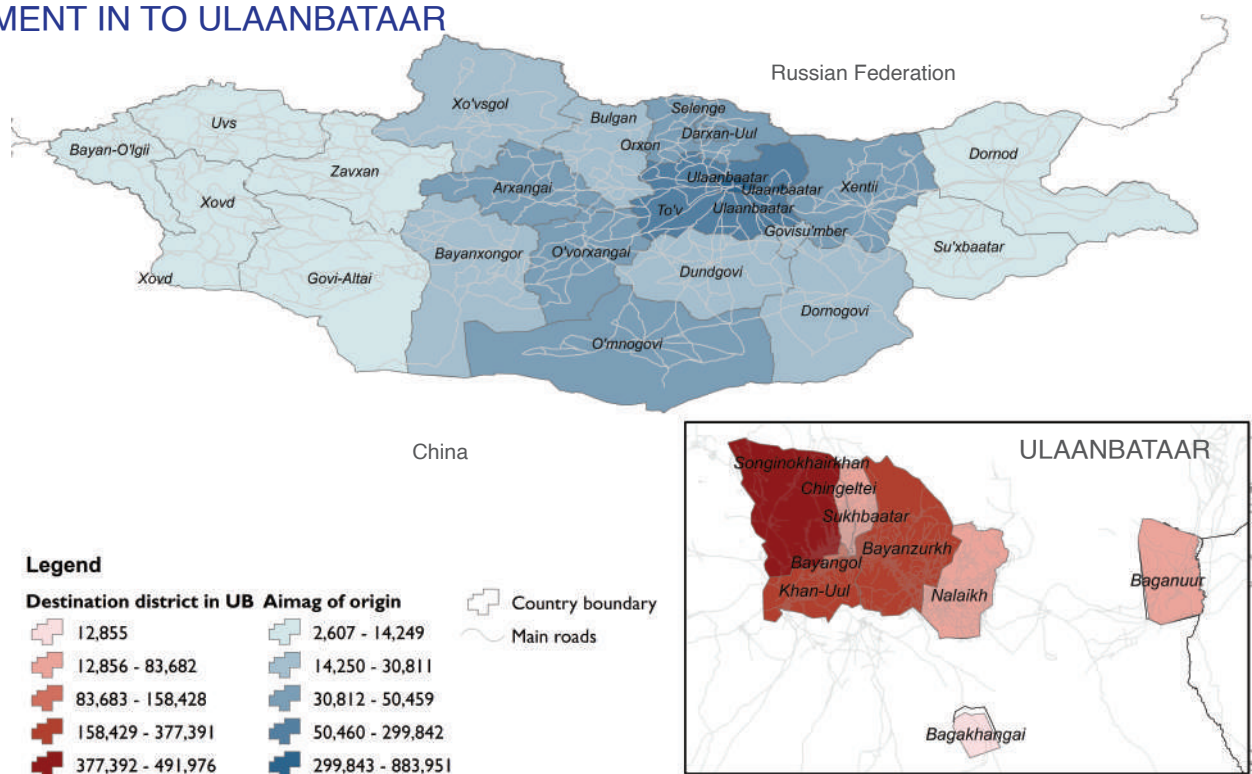 MENT IN TO ULAANBATAAR
Russian Federation
Xo'vsgol
Selenge
Bulgan
Uvs
Darxan-Uul
Orxon
Bayan-O'lgii
Dornod
Zavxan
Ulaanbaatar
Arxangai
Ulaanbaatar
Xentii
Xovd
To'v
Ulaanbaatar
Govisu'mber
Su'xbaatar
Bayanxongor
O'vorxangai
Dundgovi
Xovd
Govi-Altai
Dornogovi
O'mnogovi
China
ULAANBATAAR
Songinokhairkhan
Chingeltei
Sukhbaatar
Bayanzurkh
Bayangol
Khan-Uul
Nalaikh
Baganuur
Bagakhangai
Legend
Destination district in UB
12,855
12,856 - 83,682
83,683 - 158,428
158,429 - 377,391
377,392 - 491,976
Aimag of origin
2,607 - 14,249
14,250 - 30,811
30,812 - 50,459
50,460 - 299,842
299,843 - 883,951
Country boundary
Main roads